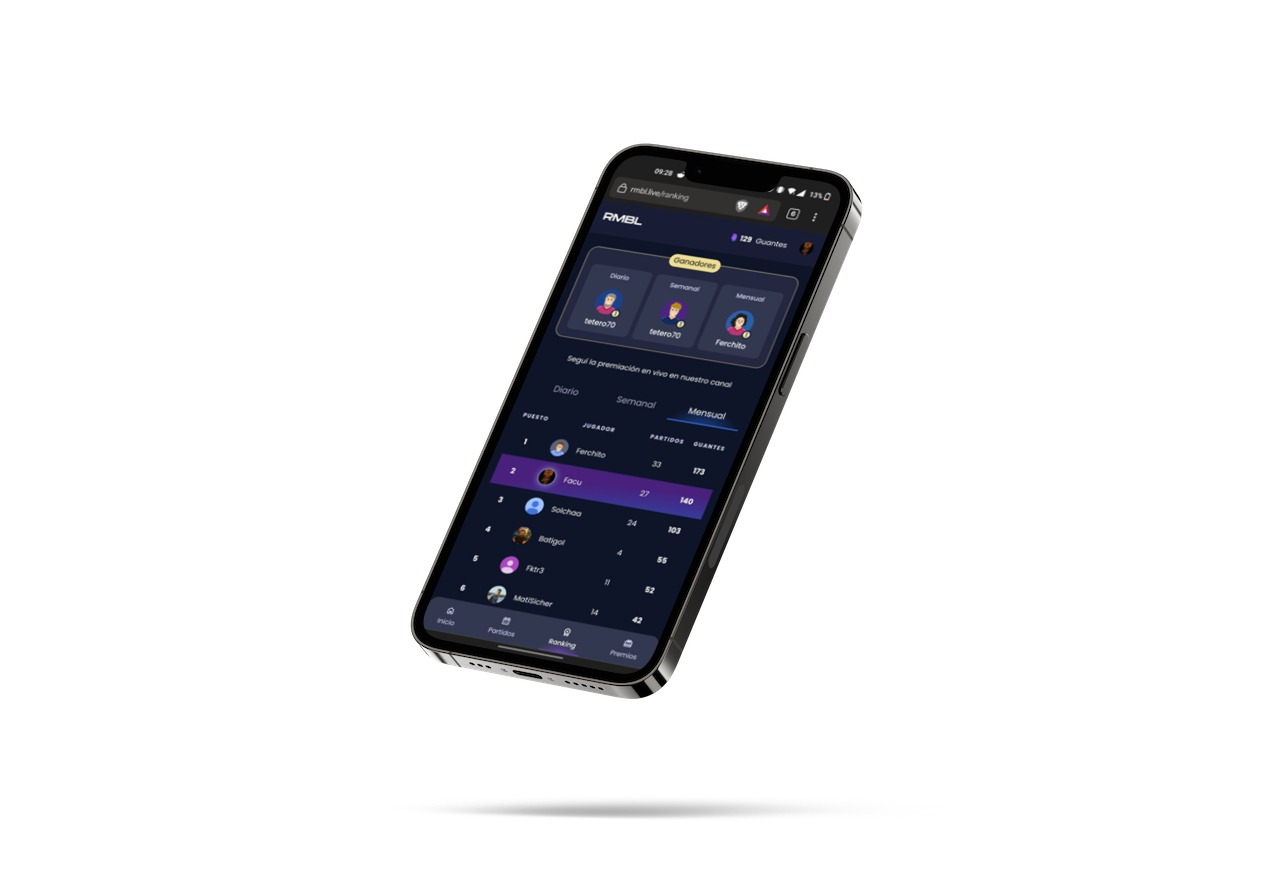 09:28 13%
rmbl.live/ranking 6
RMBL
129 Guantes
Ganadores
Diario Semanal Mensual
tetero70 tetero70 Ferchito
Seguí la premiación en vivo en nuestro canal
Diario Semanal Mensual
PUESTO JUGADOR PARTIDOS GUANTES
1 Ferchito 33 173
2 Facu 27 140
3 Solchaa 24 103
4 Batigol 4 55
5 Fktr3 11 52
6 MatiSicher 14 42
Inicio Partidos Ranking Premios